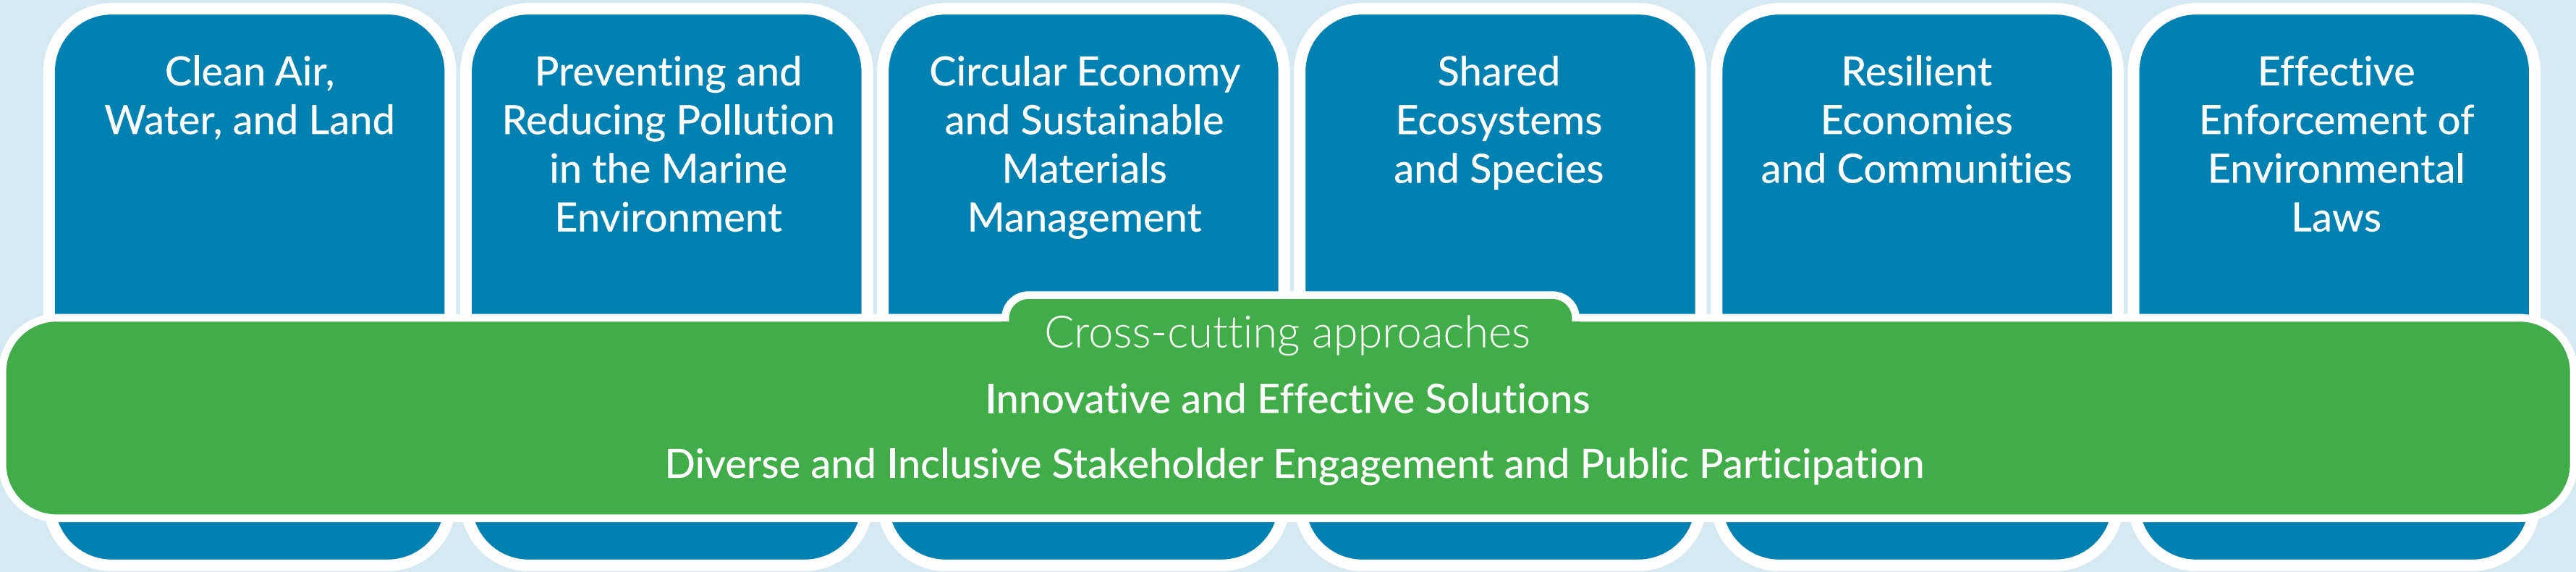 Clean Air,
Water, and Land
Preventing and
Reducing Pollution
in the Marine
Environment
Circular Economy
and Sustainable
Materials
Management
Shared
Ecosystems
and Species
Resilient
Economies
and Communities
Effective
Enforcement of
Environmental
Laws
Cross-cutting approaches
Innovative and Effective Solutions
Diverse and Inclusive Stakeholder Engagement and Public Participation